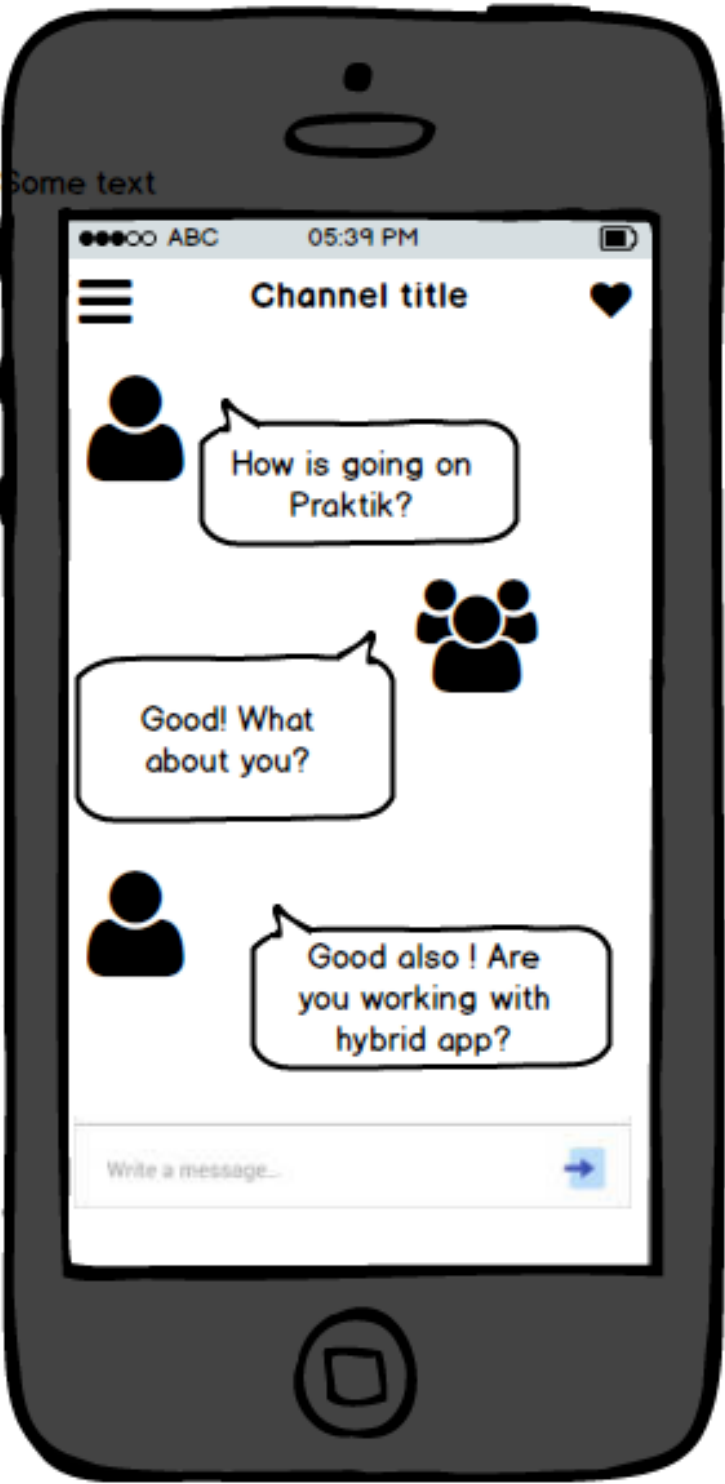 Some text
ABC 05:39 PM
Channel title
How is going on
Praktik?
Good! What
about you?
Good also ! Are
you working with
hybrid app?
Write a message...